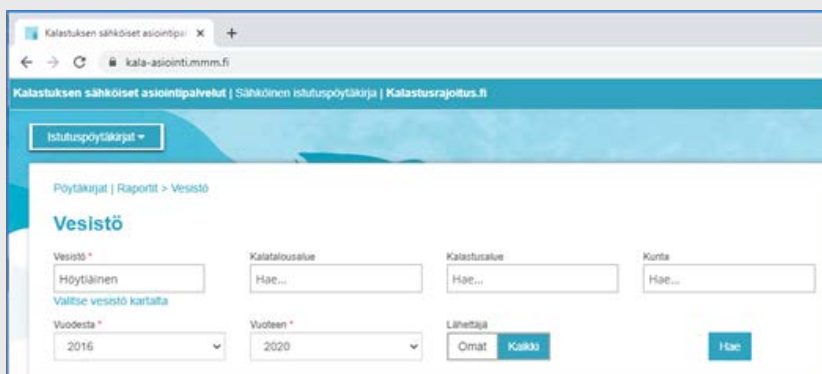 Kalastuksen sähköiset asiointipal
kala-asiointi.mmm.fi
Kalastuksen sähköiset asiointipalvelut | Sähköinen istutuspöytäkirja | Kalastusrajoitus.fi
Istutuspöytäkirjat
Pöytäkirjat | Raportit > Vesistö
Vesistö
Vesistö * Kalatalousalue Kalastusalue Kunta
Höytiäinen Hae... Hae... Hae...
Valitse vesistö kartalta
Vuodesta * Vuoteen * Lähettäjä
2016 2020 Omat Kaikki Hae